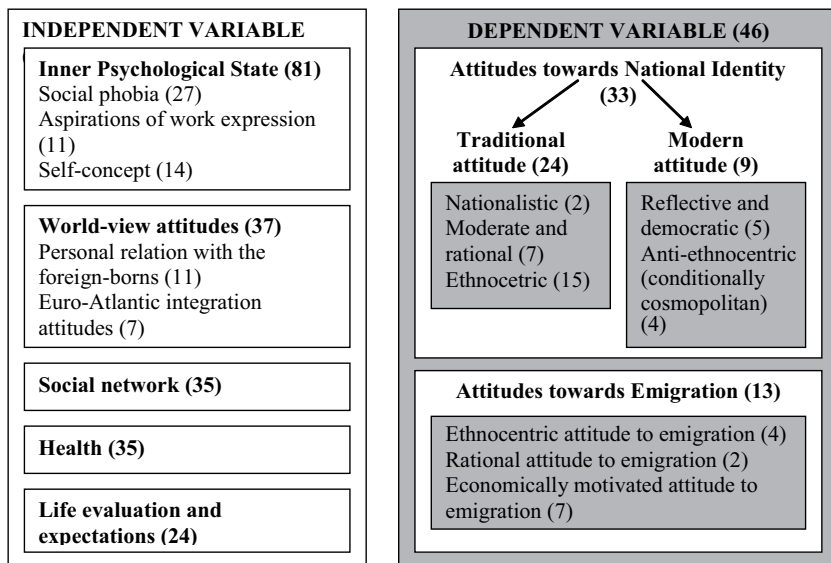 INDEPENDENT VARIABLE
Inner Psychological State (81)
Social phobia (27)
Aspirations of work expression
(11)
Self-concept (14)
World-view attitudes (37)
Personal relation with the
foreign-borns (11)
Euro-Atlantic integration
attitudes (7)
Social network (35)
Health (35)
Life evaluation and
expectations (24)
DEPENDENT VARIABLE (46)
Attitudes towards National Identity
(33)
Traditional
attitude (24)
Nationalistic (2)
Moderate and
rational (7)
Ethnocetric (15)
Modern
attitude (9)
Reflective and
democratic (5)
Anti-ethnocentric
(conditionally
cosmopolitan)
(4)
Attitudes towards Emigration (13)
Ethnocentric attitude to emigration (4)
Rational attitude to emigration (2)
Economically motivated attitude to
emigration (7)